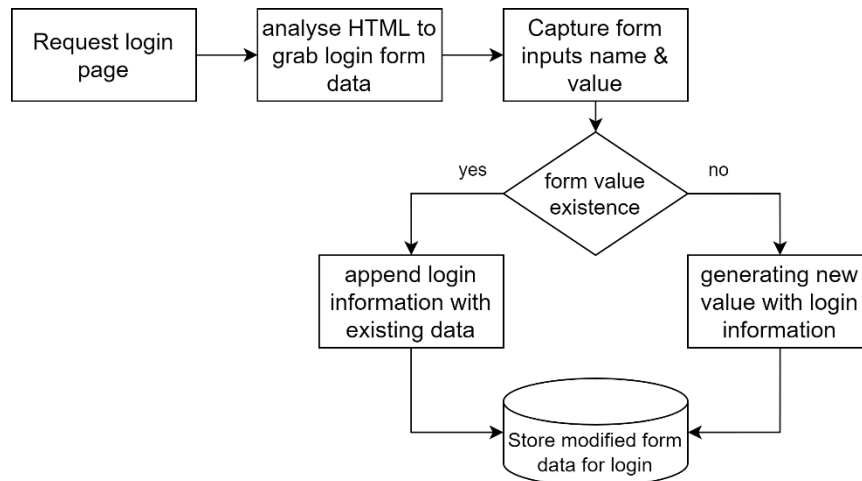 Request login
page
analyse HTML to
grab login form
data
Capture form
inputs name &
value
yes
form value
existence
no
append login
information with
existing data
generating new
value with login
information
Store modified form
data for login